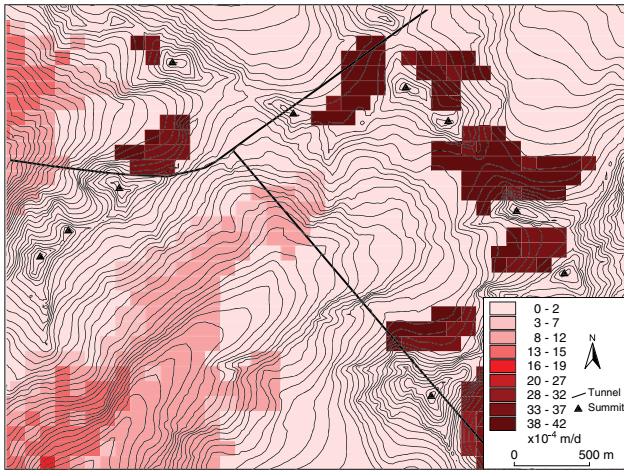 0 - 2
3 - 7
8 - 12
13 - 15
16 - 19
20 - 27
28 - 32
33 - 37
38 - 42
x10⁻⁴ m/d
N
Tunnel
Summit
0 500 m